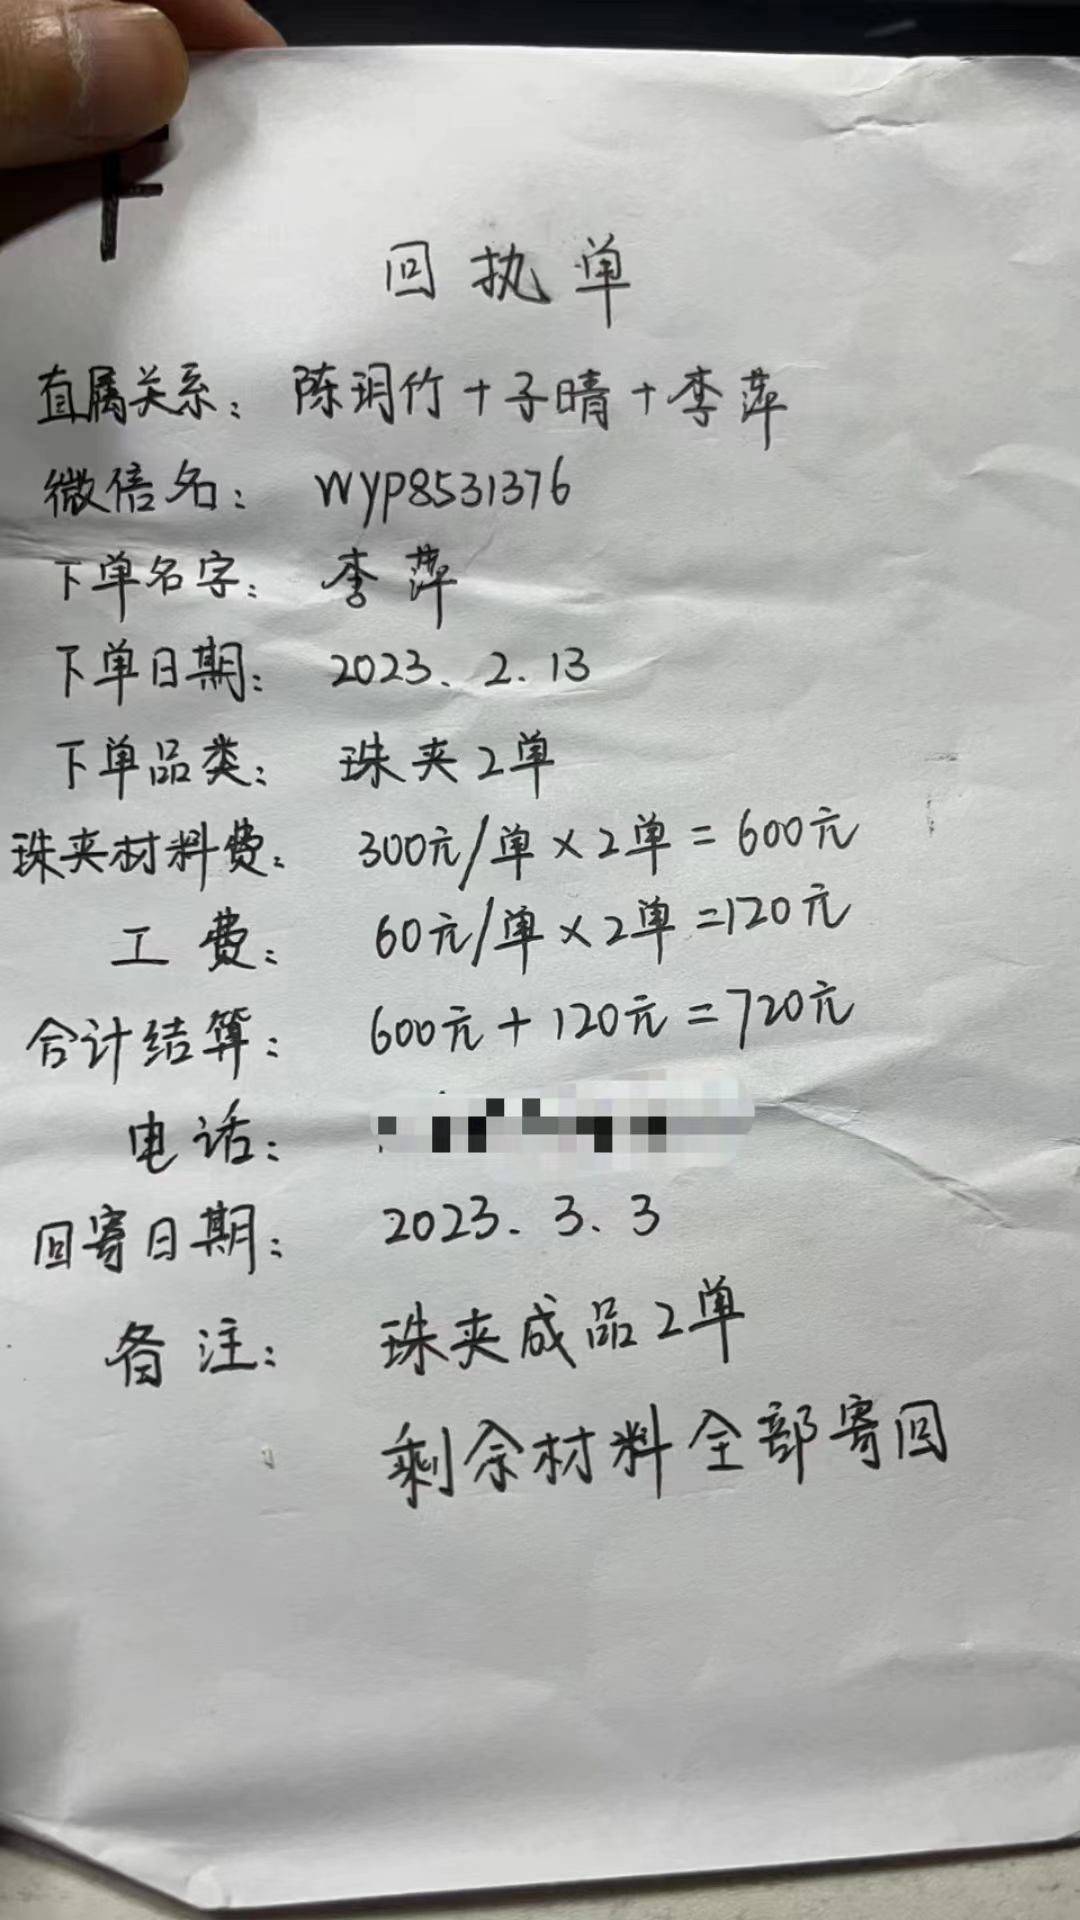 回执单
直属关系：陈玥竹+子晴+李萍
微信名：wyp8531376
下单名字：李萍
下单日期：2023.2.13
下单品类：珠夹2单
珠夹材料费：300元/单×2单=600元
工费：60元/单×2单=120元
合计结算：600元+120元=720元
电话：
回寄日期：2023.3.3
备注：珠夹成品2单
剩余材料全部寄回